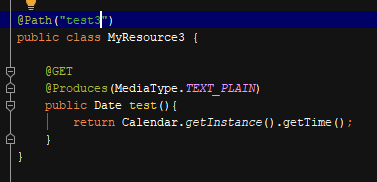 @Path("test3")
public class MyResource3 {
@GET
@Produces(MediaType.TEXT_PLAIN)
public Date test(){
return Calendar.getInstance().getTime();
}
}